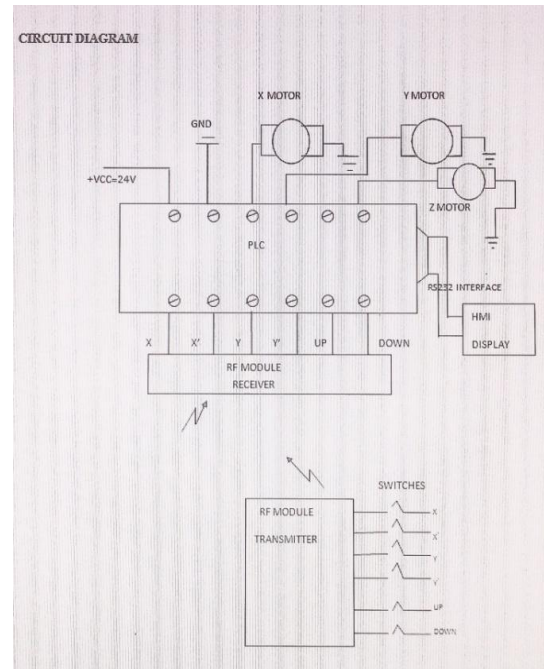 CIRCUIT DIAGRAM
X MOTOR
Y MOTOR
GND
+VCC=24V
Z MOTOR
PLC
RS232 INTERFACE
HMI
DISPLAY
X X' Y Y' UP DOWN
RF MODULE
RECEIVER
SWITCHES
RF MODULE
TRANSMITTER
X
X'
Y
Y'
UP
DOWN